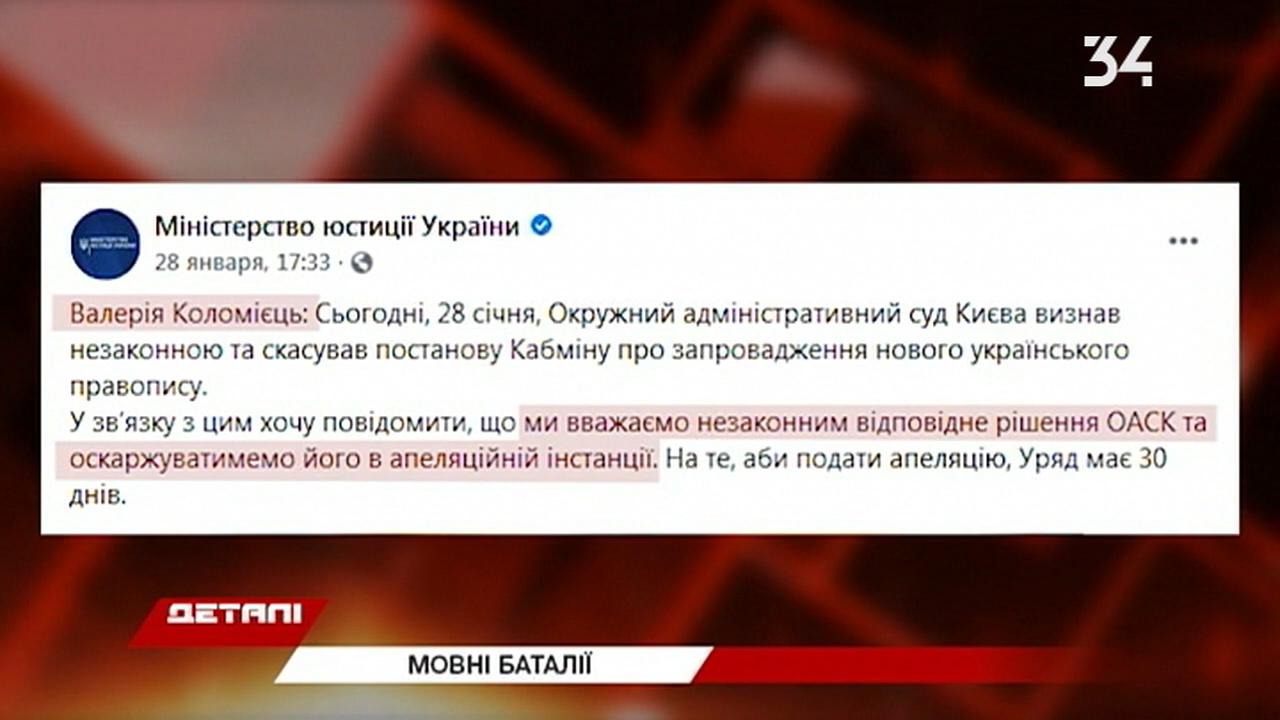 34
Міністерство юстиції України
28 января, 17:33 ·
Валерія Коломієць: Сьогодні, 28 січня, Окружний адміністративний суд Києва визнав
незаконною та скасував постанову Кабміну про запровадження нового українського
правопису.
У зв’язку з цим хочу повідомити, що ми вважаємо незаконним відповідне рішення ОАСК та
оскаржуватимемо його в апеляційній інстанції. На те, аби подати апеляцію, Уряд має 30
днів.
ДЕТАЛІ
МОВНІ БАТАЛІЇ